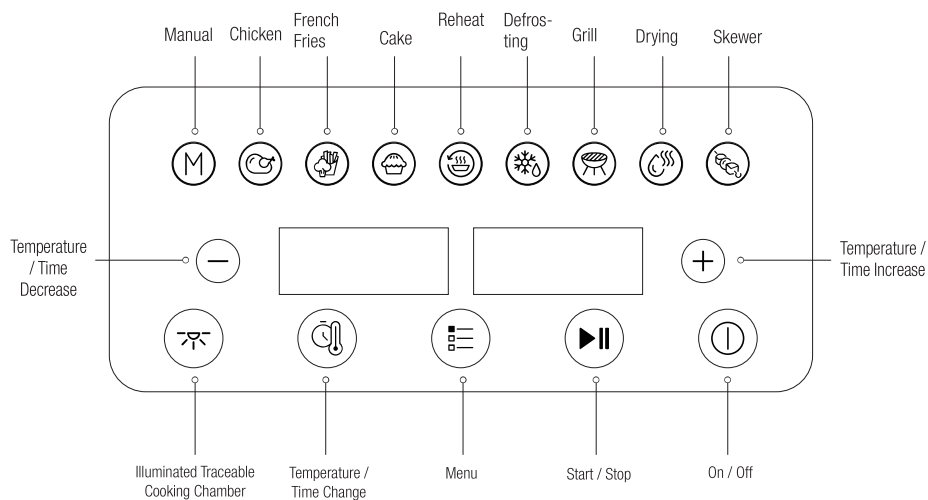 Manual
Chicken
French
Fries
Cake
Reheat
Defros-
ting
Grill
Drying
Skewer
M
Temperature
/ Time
Decrease
Temperature /
Time Increase
Illuminated Traceable
Cooking Chamber
Temperature /
Time Change
Menu
Start / Stop
On / Off